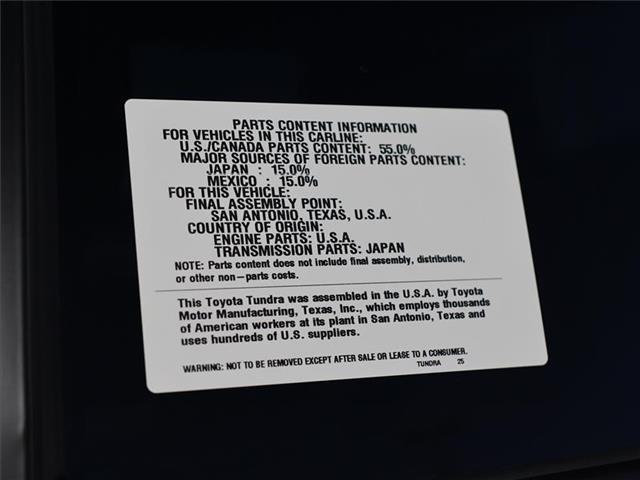 PARTS CONTENT INFORMATION
FOR VEHICLES IN THIS CARLINE:
U.S./CANADA PARTS CONTENT: 55.0%
MAJOR SOURCES OF FOREIGN PARTS CONTENT:
JAPAN : 15.0%
MEXICO : 15.0%
FOR THIS VEHICLE:
FINAL ASSEMBLY POINT:
SAN ANTONIO, TEXAS, U.S.A.
COUNTRY OF ORIGIN:
ENGINE PARTS: U.S.A.
TRANSMISSION PARTS: JAPAN
NOTE: Parts content does not include final assembly, distribution,
or other non-parts costs.
This Toyota Tundra was assembled in the U.S.A. by Toyota
Motor Manufacturing, Texas, Inc., which employs thousands
of American workers at its plant in San Antonio, Texas and
uses hundreds of U.S. suppliers.
WARNING: NOT TO BE REMOVED EXCEPT AFTER SALE OR LEASE TO A CONSUMER.
TUNDRA 25